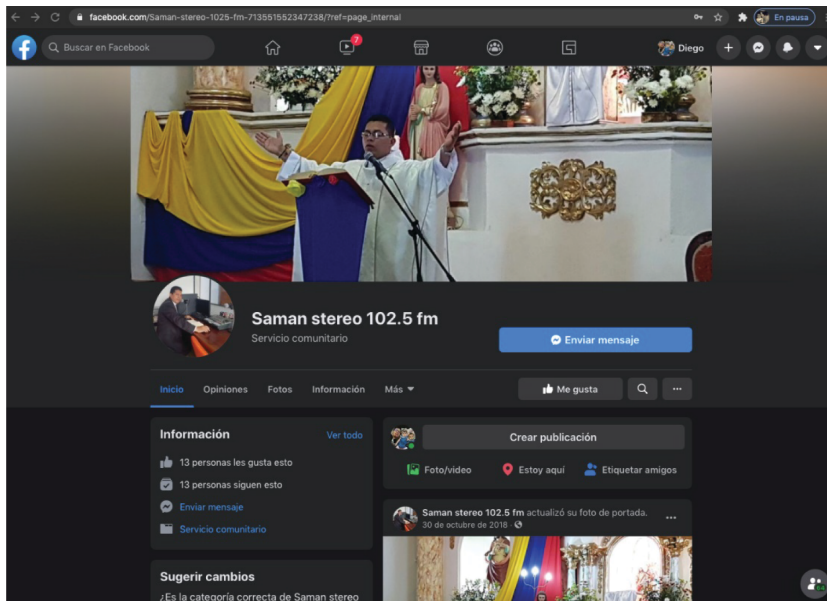 facebook.com/Saman-stereo-1025-fm-713551552347238/?ref=page_internal
En pausa
Buscar en Facebook
7
Diego
Saman stereo 102.5 fm
Servicio comunitario
Enviar mensaje
Inicio
Opiniones
Fotos
Información
Más
Me gusta
Información
Ver todo
13 personas les gusta esto
13 personas siguen esto
Enviar mensaje
Servicio comunitario
Sugerir cambios
¿Es la categoría correcta de Saman stereo
Crear publicación
Foto/video
Estoy aquí
Etiquetar amigos
Saman stereo 102.5 fm actualizó su foto de portada.
30 de octubre de 2018 ·
64